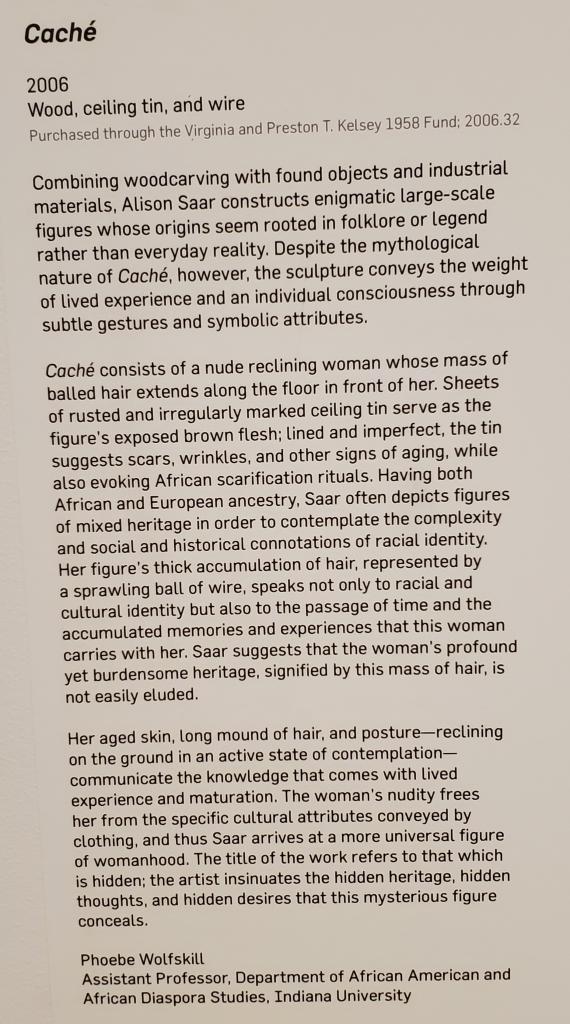 Caché
2006
Wood, ceiling tin, and wire
Purchased through the Virginia and Preston T. Kelsey 1958 Fund; 2006.32
Combining woodcarving with found objects and industrial
materials, Alison Saar constructs enigmatic large-scale
figures whose origins seem rooted in folklore or legend
rather than everyday reality. Despite the mythological
nature of Caché, however, the sculpture conveys the weight
of lived experience and an individual consciousness through
subtle gestures and symbolic attributes.
Caché consists of a nude reclining woman whose mass of
balled hair extends along the floor in front of her. Sheets
of rusted and irregularly marked ceiling tin serve as the
figure's exposed brown flesh; lined and imperfect, the tin
suggests scars, wrinkles, and other signs of aging, while
also evoking African scarification rituals. Having both
African and European ancestry, Saar often depicts figures
of mixed heritage in order to contemplate the complexity
and social and historical connotations of racial identity.
Her figure's thick accumulation of hair, represented by
a sprawling ball of wire, speaks not only to racial and
cultural identity but also to the passage of time and the
accumulated memories and experiences that this woman
carries with her. Saar suggests that the woman's profound
yet burdensome heritage, signified by this mass of hair, is
not easily eluded.
Her aged skin, long mound of hair, and posture—reclining
on the ground in an active state of contemplation—
communicate the knowledge that comes with lived
experience and maturation. The woman's nudity frees
her from the specific cultural attributes conveyed by
clothing, and thus Saar arrives at a more universal figure
of womanhood. The title of the work refers to that which
is hidden; the artist insinuates the hidden heritage, hidden
thoughts, and hidden desires that this mysterious figure
conceals.
Phoebe Wolfskill
Assistant Professor, Department of African American and
African Diaspora Studies, Indiana University